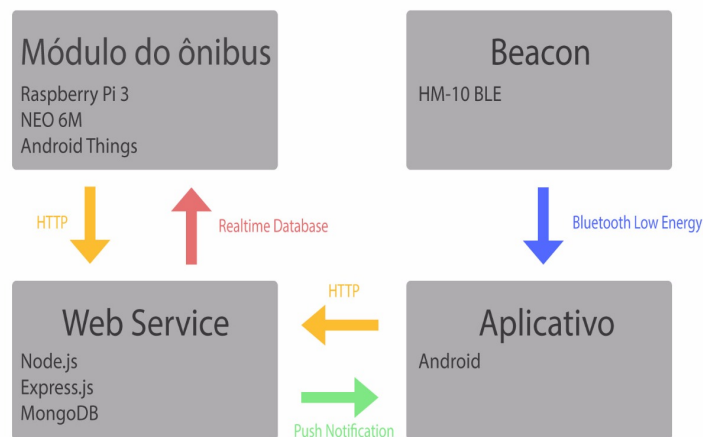 Módulo do ônibus
Raspberry Pi 3
NEO 6M
Android Things
Beacon
HM-10 BLE
HTTP
Realtime Database
Bluetooth Low Energy
Web Service
Node.js
Express.js
MongoDB
HTTP
Push Notification
Aplicativo
Android